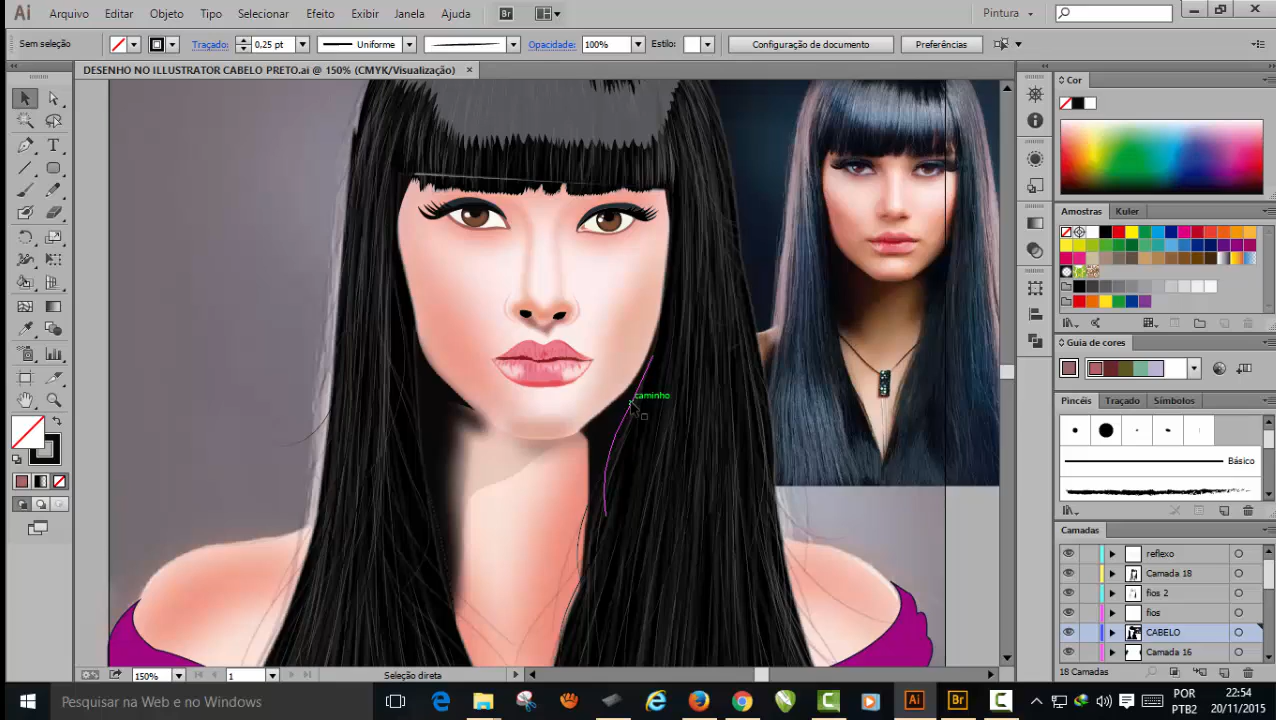 Ai Arquivo Editar Objeto Tipo Selecionar Efeito Exibir Janela Ajuda Br Pintura
Sem seleção Traçado: 0,25 pt Uniforme Opacidade: 100% Estilo: Configuração de documento Preferências
DESENHO NO ILLUSTRATOR CABELO PRETO.ai @ 150% (CMYK/Visualização) ×
Cor
Amostras Kuler
Guia de cores
caminho
Pincéis Traçado Símbolos
Básico
Camadas
reflexo
Camada 18
fios 2
fios
CABELO
Camada 16
18 Camadas
150% 1 Seleção direta
Pesquisar na Web e no Windows
Ai Br
POR
PTB2
22:54
20/11/2015